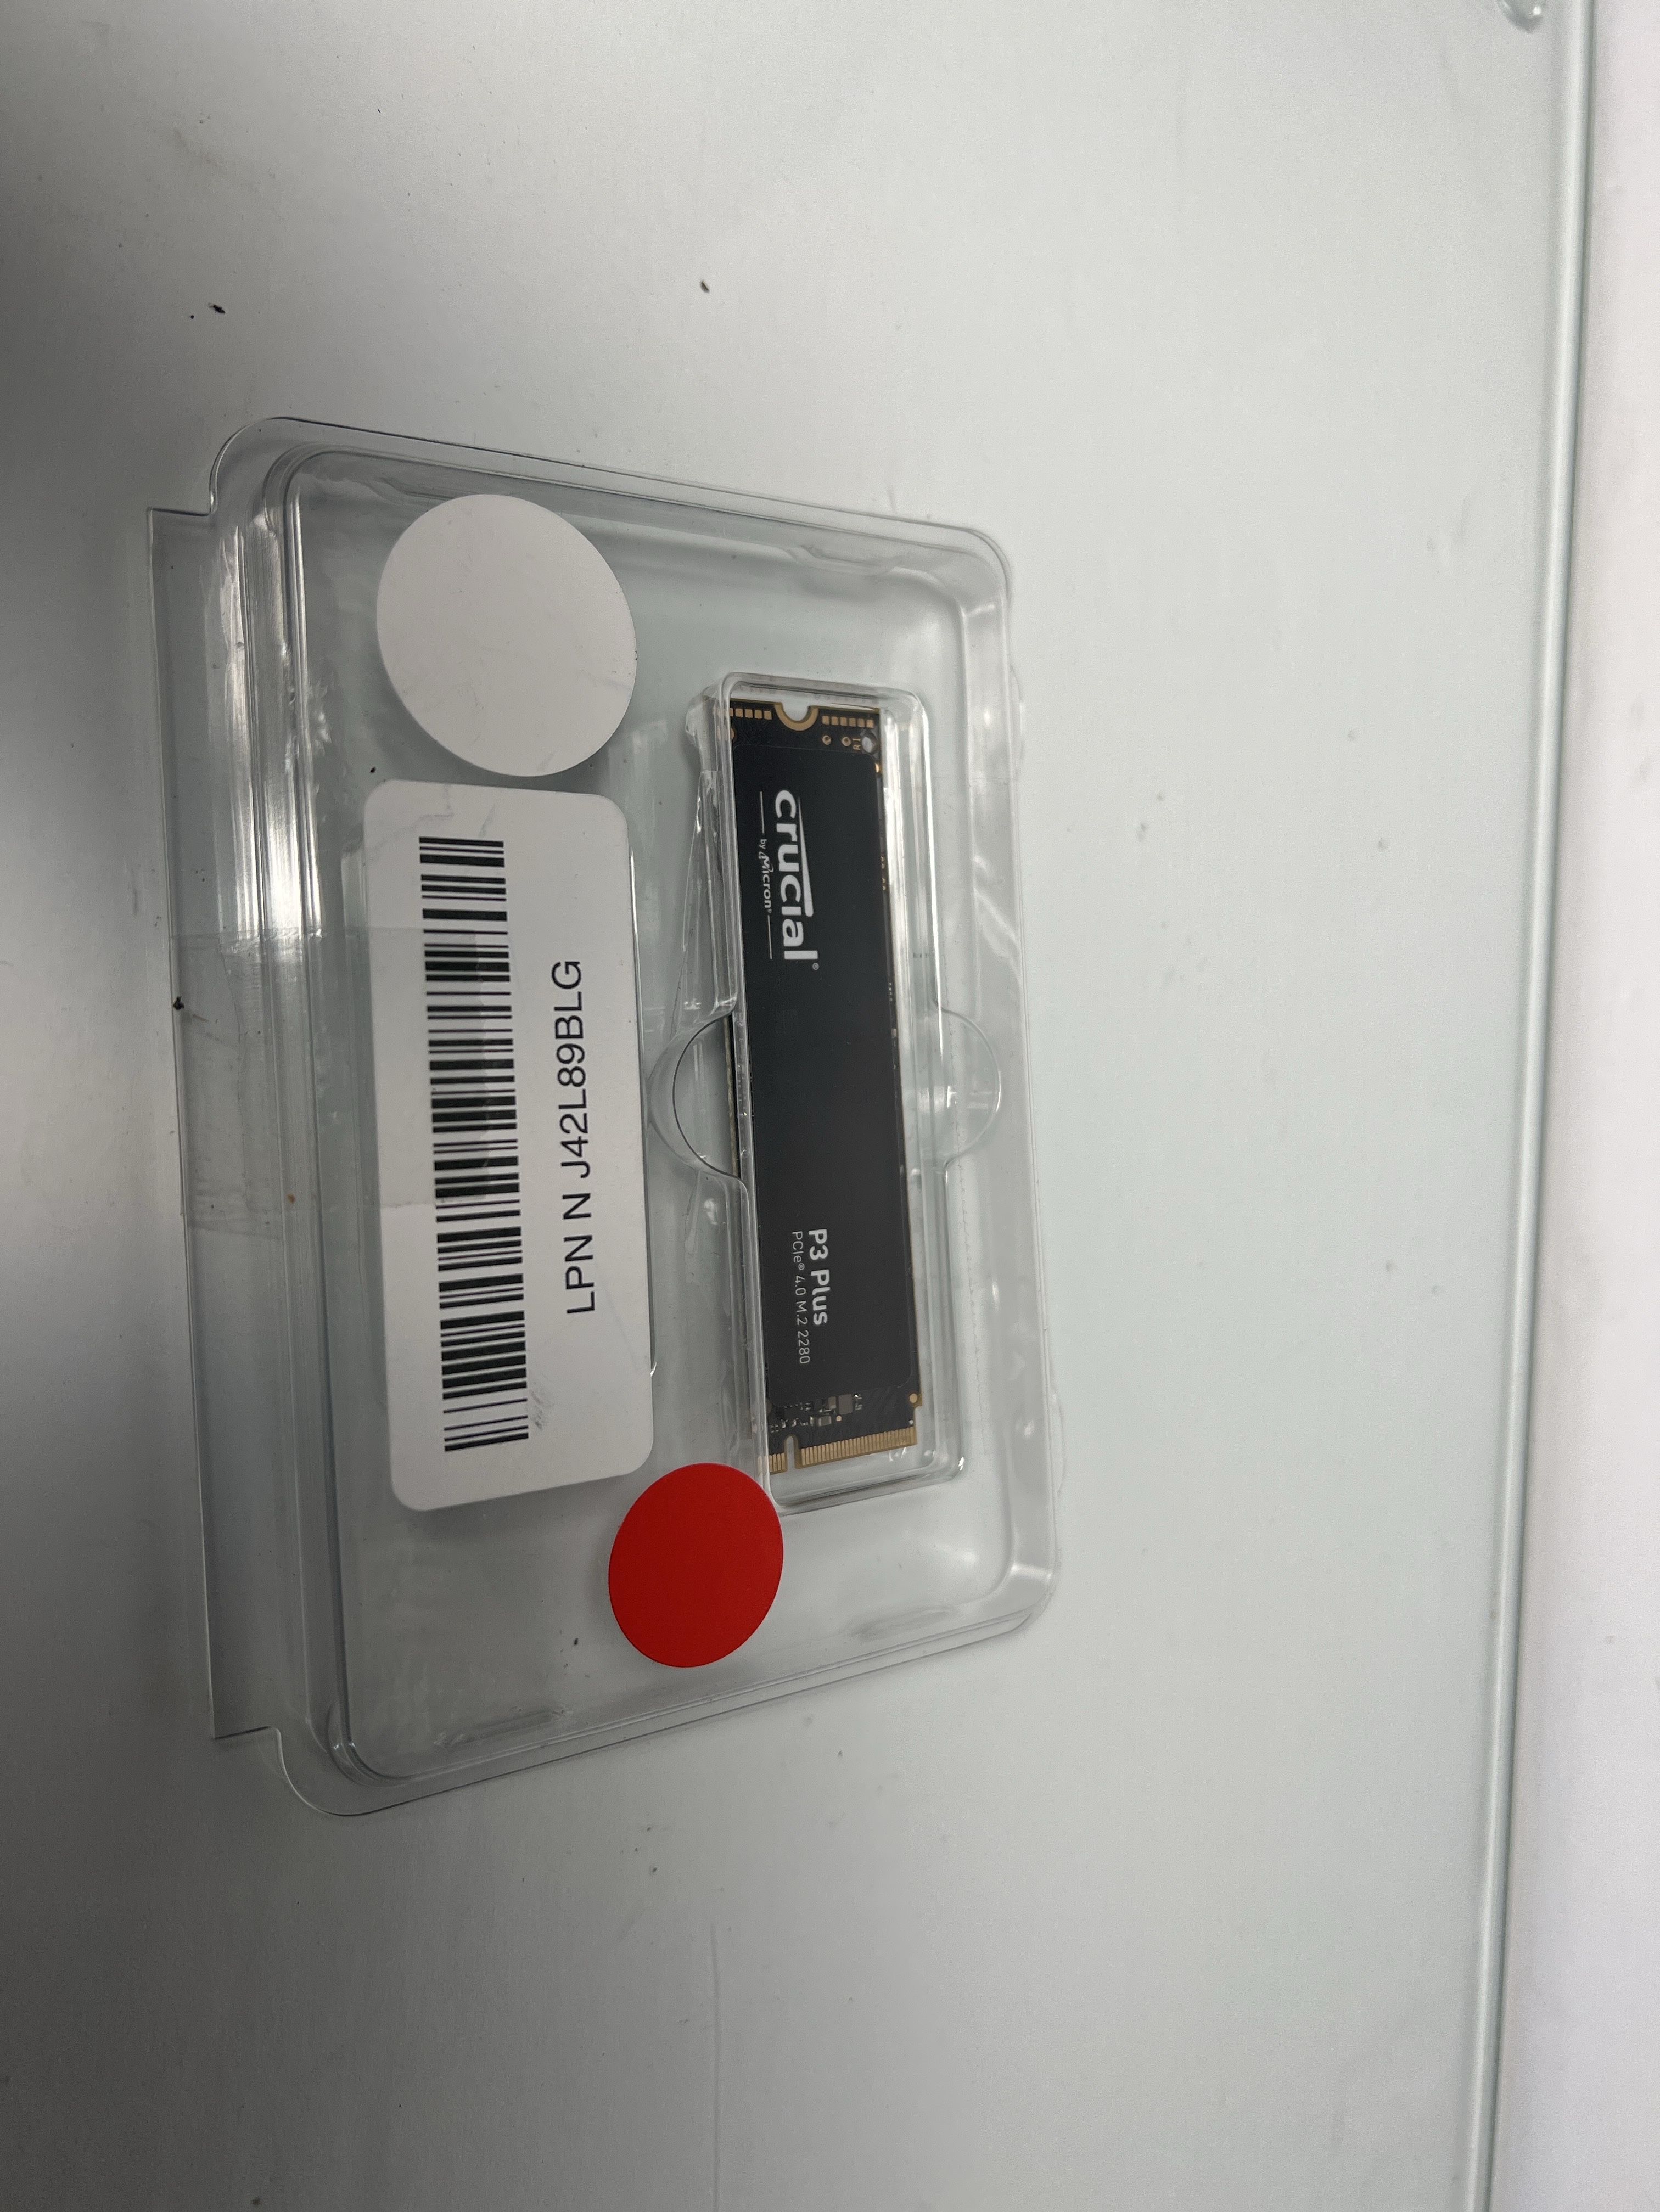 LPN N J42L89BLG
crucial®
by Micron®
P3 Plus
PCIe® 4.0 M.2 2280